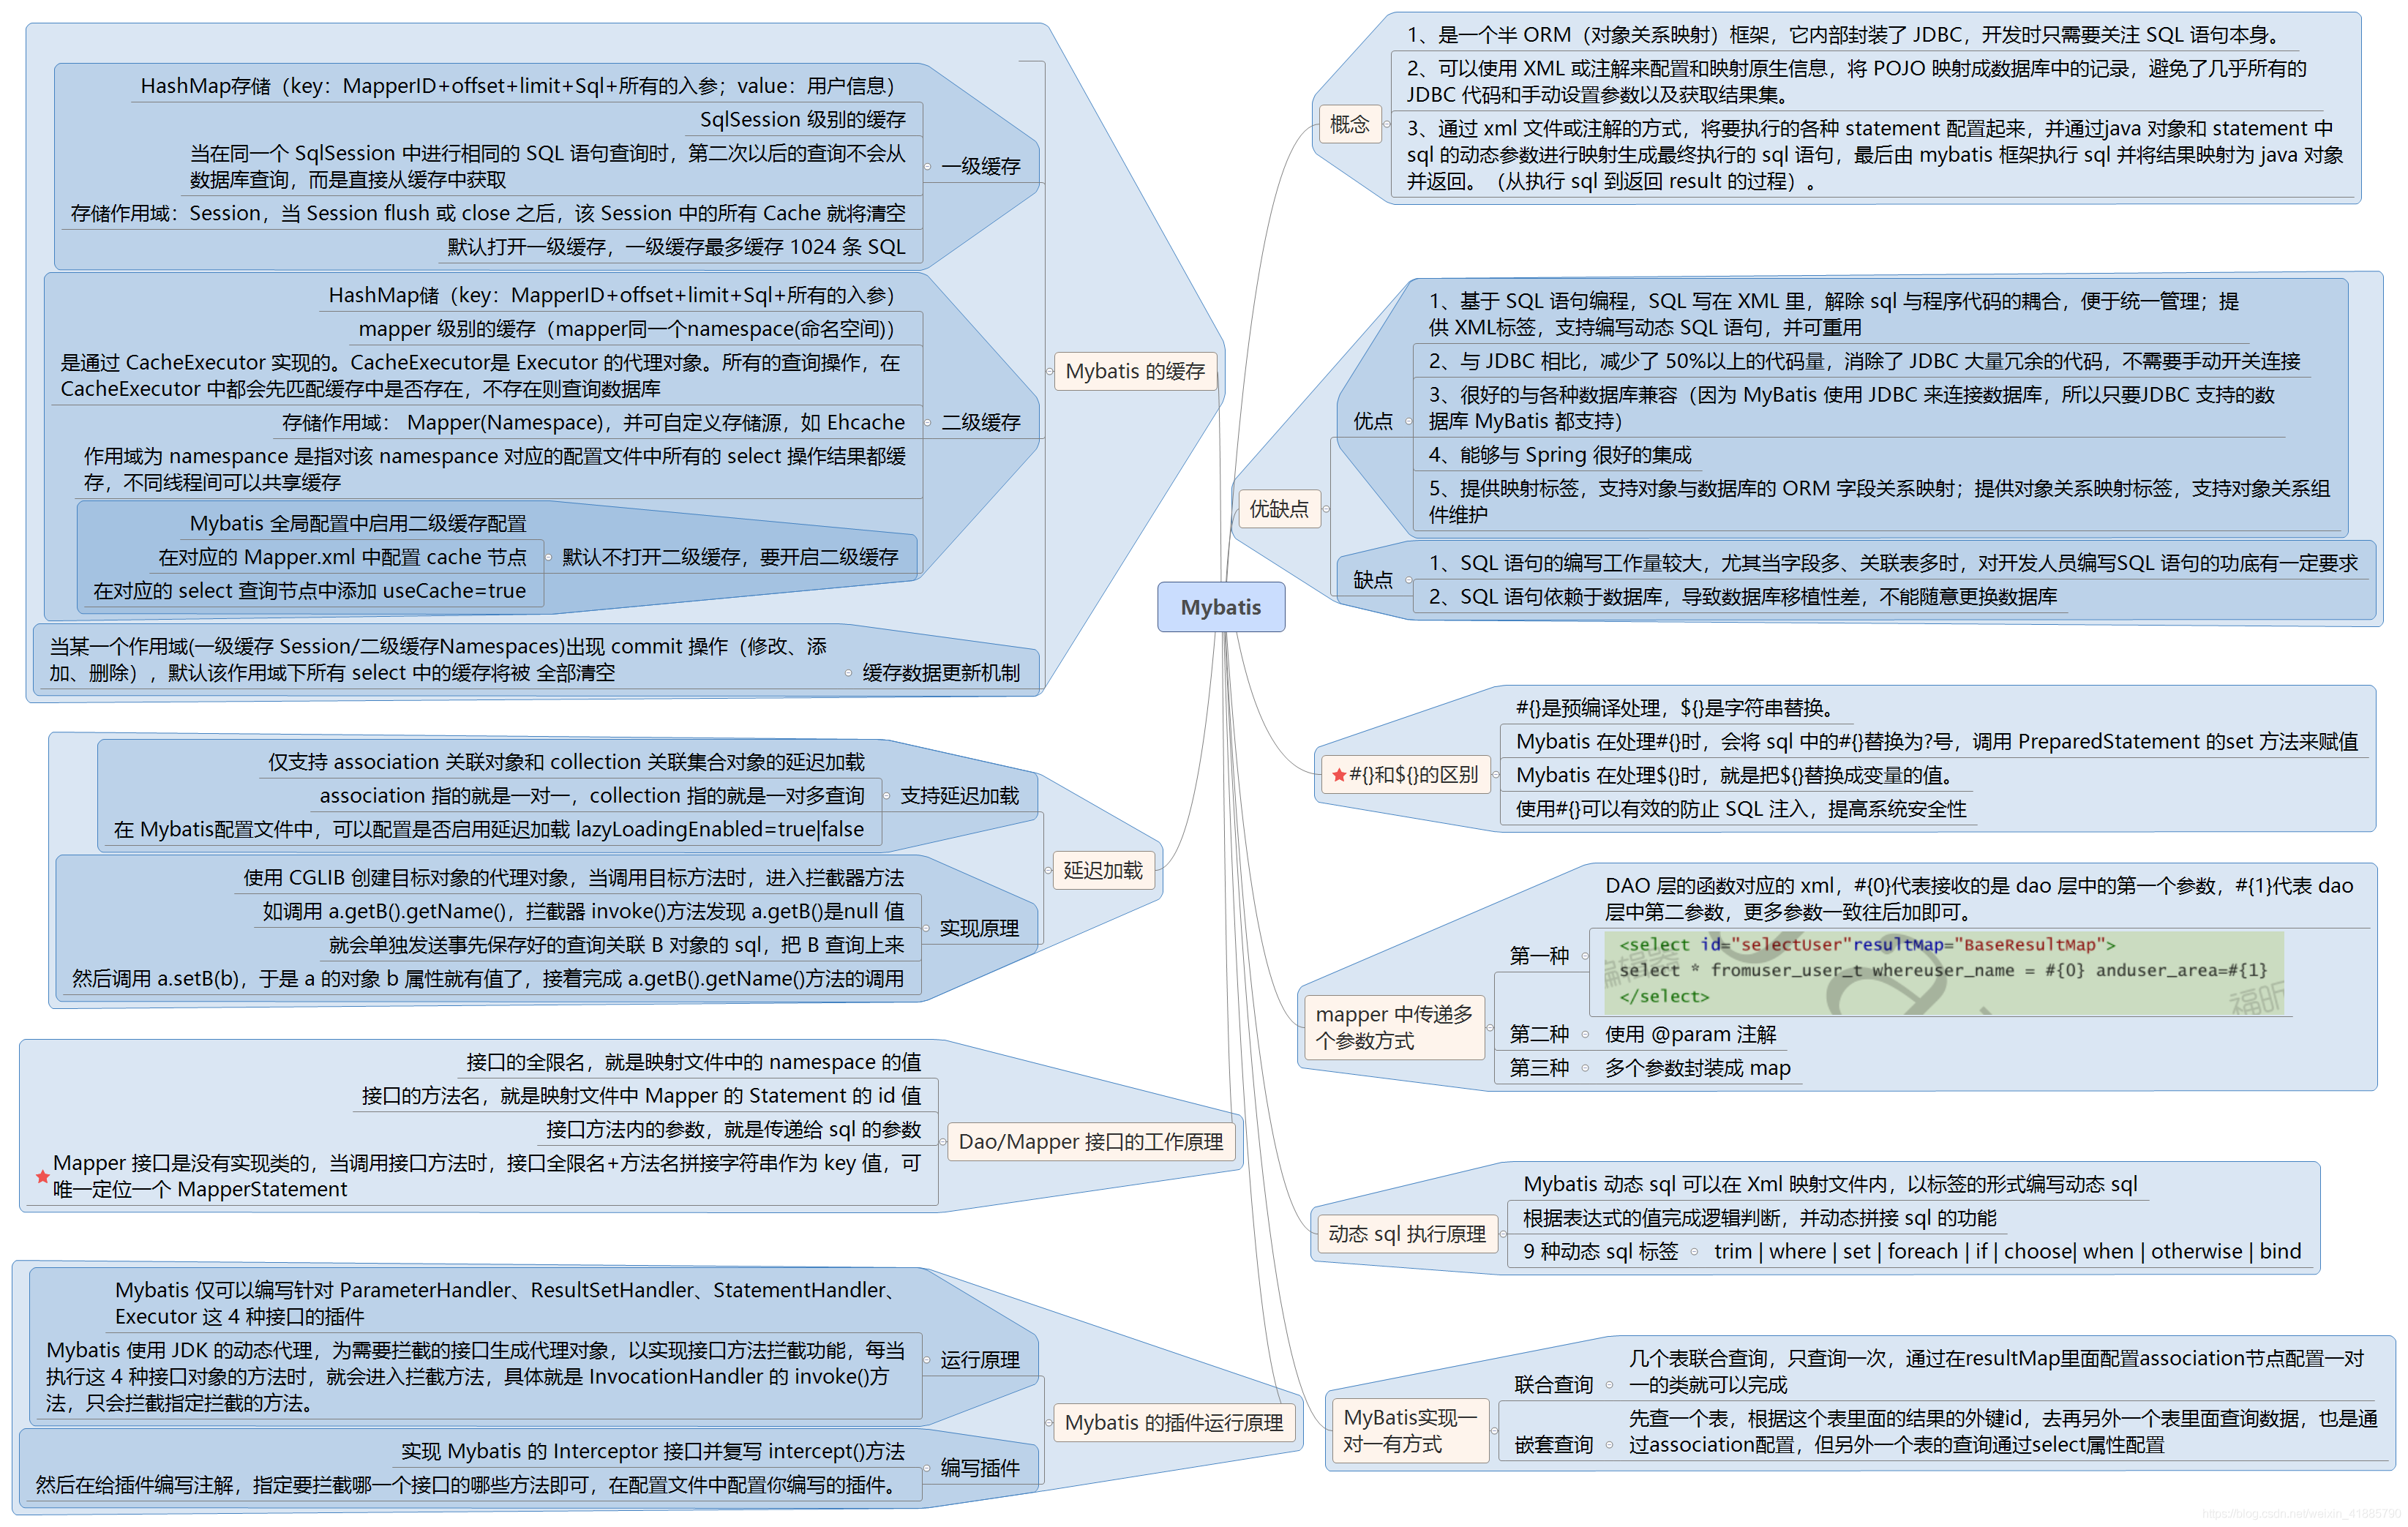 Mybatis
概念
1、是一个半 ORM（对象关系映射）框架，它内部封装了 JDBC，开发时只需要关注 SQL 语句本身。
2、可以使用 XML 或注解来配置和映射原生信息，将 POJO 映射成数据库中的记录，避免了几乎所有的
JDBC 代码和手动设置参数以及获取结果集。
3、通过 xml 文件或注解的方式，将要执行的各种 statement 配置起来，并通过java 对象和 statement 中
sql 的动态参数进行映射生成最终执行的 sql 语句，最后由 mybatis 框架执行 sql 并将结果映射为 java 对象
并返回。（从执行 sql 到返回 result 的过程）。
优缺点
优点
1、基于 SQL 语句编程，SQL 写在 XML 里，解除 sql 与程序代码的耦合，便于统一管理；提
供 XML标签，支持编写动态 SQL 语句，并可重用
2、与 JDBC 相比，减少了 50%以上的代码量，消除了 JDBC 大量冗余的代码，不需要手动开关连接
3、很好的与各种数据库兼容（因为 MyBatis 使用 JDBC 来连接数据库，所以只要JDBC 支持的数
据库 MyBatis 都支持）
4、能够与 Spring 很好的集成
5、提供映射标签，支持对象与数据库的 ORM 字段关系映射；提供对象关系映射标签，支持对象关系组
件维护
缺点
1、SQL 语句的编写工作量较大，尤其当字段多、关联表多时，对开发人员编写SQL 语句的功底有一定要求
2、SQL 语句依赖于数据库，导致数据库移植性差，不能随意更换数据库
#{}和${}的区别
#{}是预编译处理，${}是字符串替换。
Mybatis 在处理#{}时，会将 sql 中的#{}替换为?号，调用 PreparedStatement 的set 方法来赋值
Mybatis 在处理${}时，就是把${}替换成变量的值。
使用#{}可以有效的防止 SQL 注入，提高系统安全性
mapper 中传递多
个参数方式
第一种
DAO 层的函数对应的 xml，#{0}代表接收的是 dao 层中的第一个参数，#{1}代表 dao
层中第二参数，更多参数一致往后加即可。
<select id="selectUser"resultMap="BaseResultMap">
select * fromuser_user_t whereuser_name = #{0} anduser_area=#{1}
</select>
编辑器
福昕
第二种
使用 @param 注解
第三种
多个参数封装成 map
动态 sql 执行原理
Mybatis 动态 sql 可以在 Xml 映射文件内，以标签的形式编写动态 sql
根据表达式的值完成逻辑判断，并动态拼接 sql 的功能
9 种动态 sql 标签
trim | where | set | foreach | if | choose| when | otherwise | bind
MyBatis实现一
对一有方式
联合查询
几个表联合查询，只查询一次，通过在resultMap里面配置association节点配置一对
一的类就可以完成
嵌套查询
先查一个表，根据这个表里面的结果的外键id，去再另外一个表里面查询数据，也是通
过association配置，但另外一个表的查询通过select属性配置
Mybatis 的缓存
一级缓存
HashMap存储（key：MapperID+offset+limit+Sql+所有的入参；value：用户信息）
SqlSession 级别的缓存
当在同一个 SqlSession 中进行相同的 SQL 语句查询时，第二次以后的查询不会从
数据库查询，而是直接从缓存中获取
存储作用域：Session，当 Session flush 或 close 之后，该 Session 中的所有 Cache 就将清空
默认打开一级缓存，一级缓存最多缓存 1024 条 SQL
二级缓存
HashMap储（key：MapperID+offset+limit+Sql+所有的入参）
mapper 级别的缓存（mapper同一个namespace(命名空间)）
是通过 CacheExecutor 实现的。CacheExecutor是 Executor 的代理对象。所有的查询操作，在
CacheExecutor 中都会先匹配缓存中是否存在，不存在则查询数据库
存储作用域： Mapper(Namespace)，并可自定义存储源，如 Ehcache
作用域为 namespance 是指对该 namespance 对应的配置文件中所有的 select 操作结果都缓
存，不同线程间可以共享缓存
默认不打开二级缓存，要开启二级缓存
Mybatis 全局配置中启用二级缓存配置
在对应的 Mapper.xml 中配置 cache 节点
在对应的 select 查询节点中添加 useCache=true
缓存数据更新机制
当某一个作用域(一级缓存 Session/二级缓存Namespaces)出现 commit 操作（修改、添
加、删除），默认该作用域下所有 select 中的缓存将被 全部清空
延迟加载
支持延迟加载
仅支持 association 关联对象和 collection 关联集合对象的延迟加载
association 指的就是一对一，collection 指的就是一对多查询
在 Mybatis配置文件中，可以配置是否启用延迟加载 lazyLoadingEnabled=true|false
实现原理
使用 CGLIB 创建目标对象的代理对象，当调用目标方法时，进入拦截器方法
如调用 a.getB().getName()，拦截器 invoke()方法发现 a.getB()是null 值
就会单独发送事先保存好的查询关联 B 对象的 sql，把 B 查询上来
然后调用 a.setB(b)，于是 a 的对象 b 属性就有值了，接着完成 a.getB().getName()方法的调用
Dao/Mapper 接口的工作原理
接口的全限名，就是映射文件中的 namespace 的值
接口的方法名，就是映射文件中 Mapper 的 Statement 的 id 值
接口方法内的参数，就是传递给 sql 的参数
Mapper 接口是没有实现类的，当调用接口方法时，接口全限名+方法名拼接字符串作为 key 值，可
唯一定位一个 MapperStatement
Mybatis 的插件运行原理
运行原理
Mybatis 仅可以编写针对 ParameterHandler、ResultSetHandler、StatementHandler、
Executor 这 4 种接口的插件
Mybatis 使用 JDK 的动态代理，为需要拦截的接口生成代理对象，以实现接口方法拦截功能，每当
执行这 4 种接口对象的方法时，就会进入拦截方法，具体就是 InvocationHandler 的 invoke()方
法，只会拦截指定拦截的方法。
编写插件
实现 Mybatis 的 Interceptor 接口并复写 intercept()方法
然后在给插件编写注解，指定要拦截哪一个接口的哪些方法即可，在配置文件中配置你编写的插件。